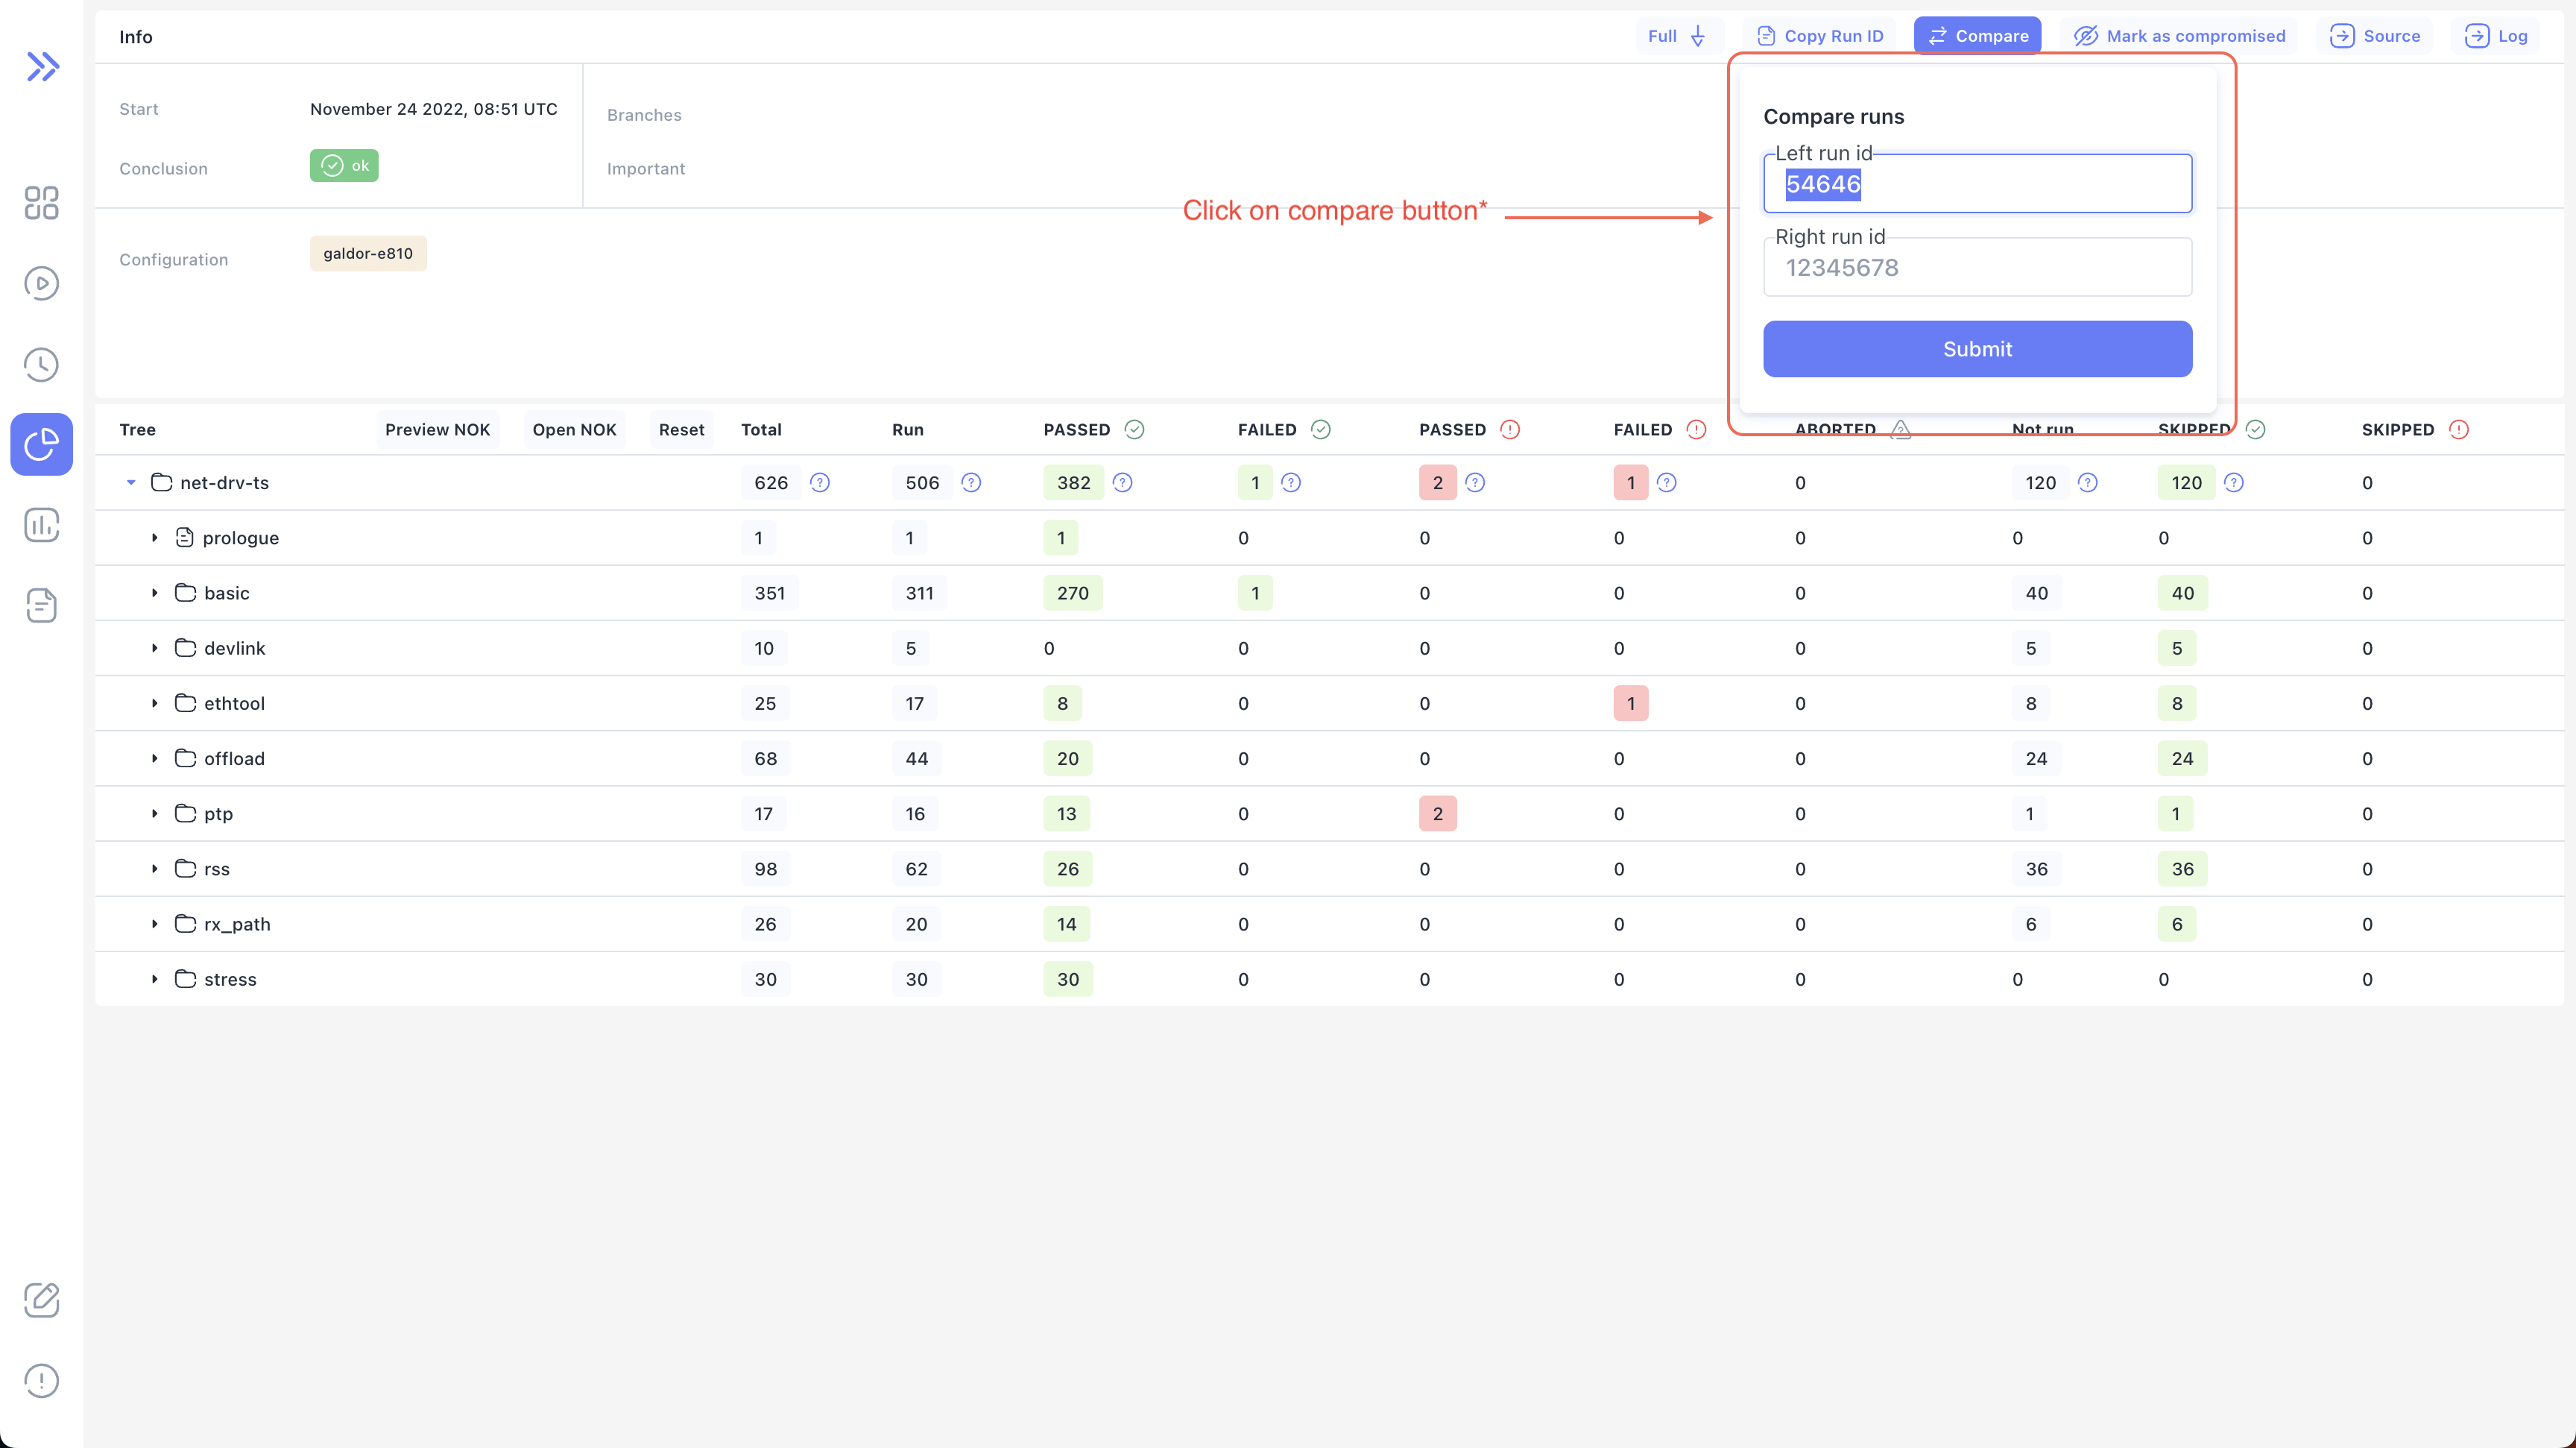 Info
Full
Copy Run ID
Compare
Mark as compromised
Source
Log
Start November 24 2022, 08:51 UTC
Conclusion ok
Branches
Important
Configuration galdor-e810
Click on compare button*
Compare runs
Left run id
54646
Right run id
12345678
Submit
Tree Preview NOK Open NOK Reset Total Run PASSED FAILED PASSED FAILED ABORTED Not run SKIPPED SKIPPED
net-drv-ts 626 506 382 1 2 1 0 120 120 0
prologue 1 1 1 0 0 0 0 0 0 0
basic 351 311 270 1 0 0 0 40 40 0
devlink 10 5 0 0 0 0 0 5 5 0
ethtool 25 17 8 0 0 1 0 8 8 0
offload 68 44 20 0 0 0 0 24 24 0
ptp 17 16 13 0 2 0 0 1 1 0
rss 98 62 26 0 0 0 0 36 36 0
rx_path 26 20 14 0 0 0 0 6 6 0
stress 30 30 30 0 0 0 0 0 0 0